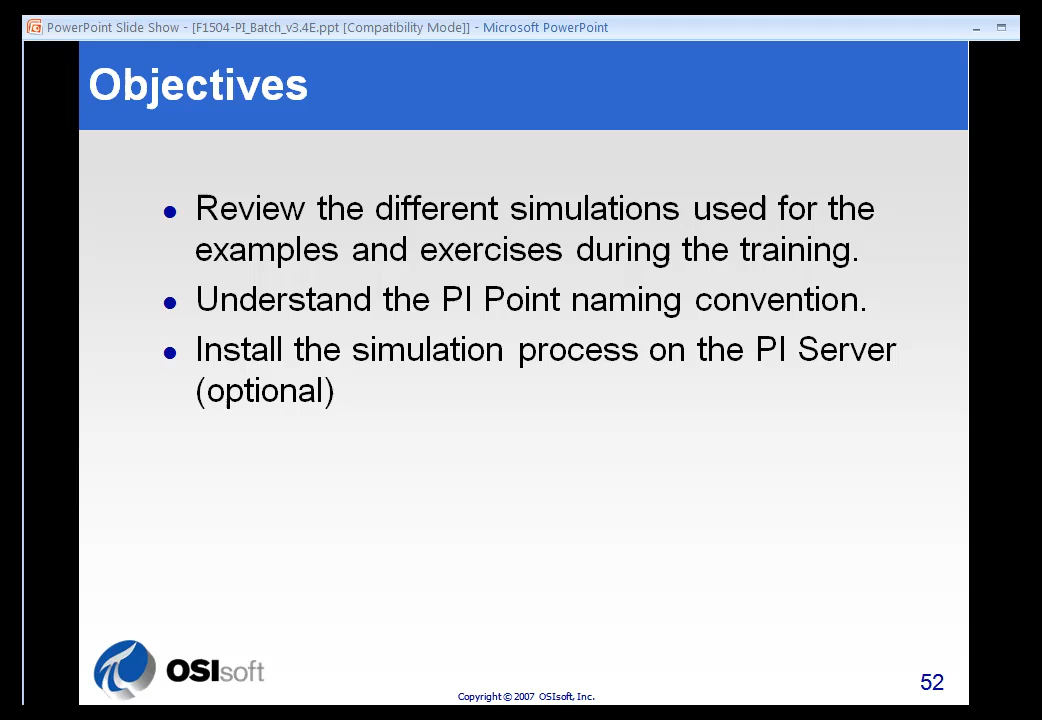 PowerPoint Slide Show - [F1504-PI_Batch_v3.4E.ppt [Compatibility Mode]] - Microsoft PowerPoint
Objectives
• Review the different simulations used for the
examples and exercises during the training.
• Understand the PI Point naming convention.
• Install the simulation process on the PI Server
(optional)
OSIsoft
Copyright © 2007 OSIsoft, Inc.
52